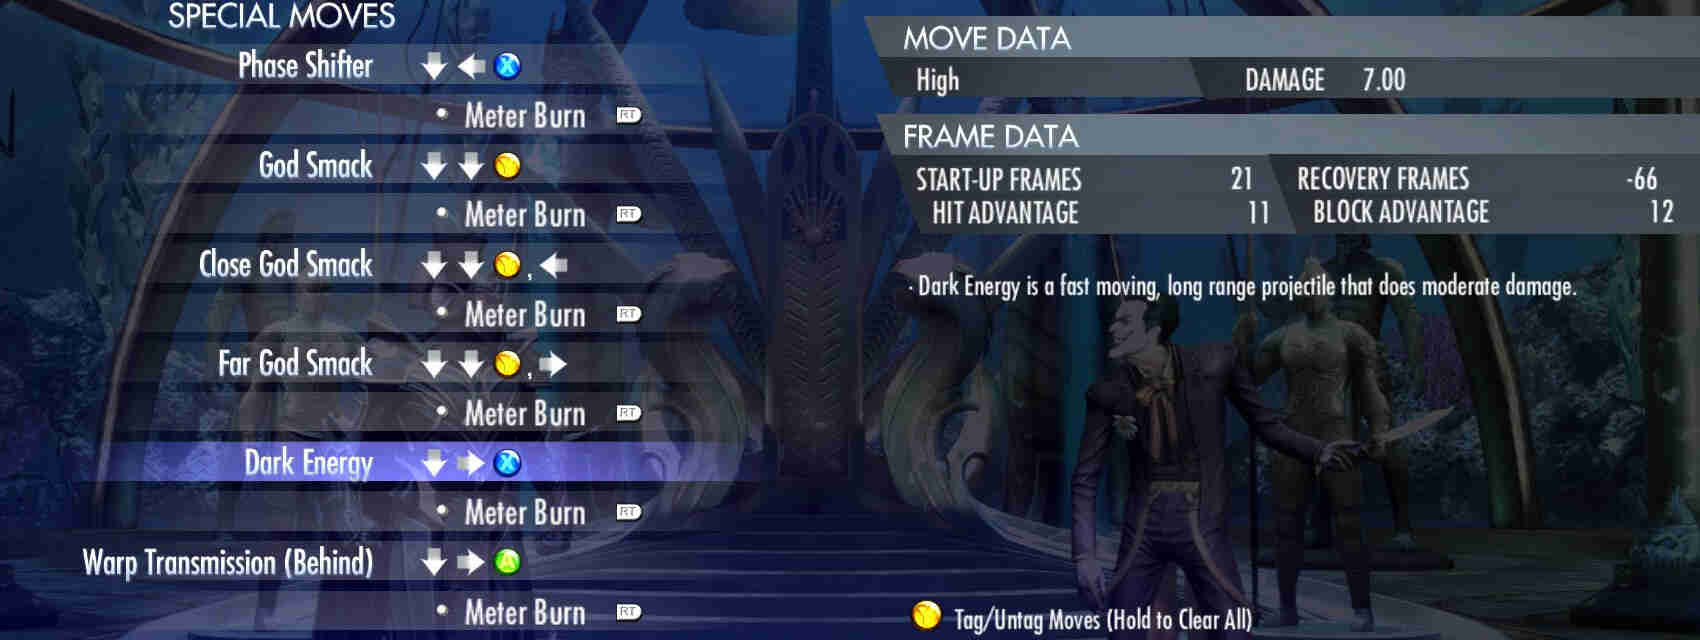 SPECIAL MOVES
Phase Shifter X
• Meter Burn RT
God Smack Y
• Meter Burn RT
Close God Smack Y ,
• Meter Burn RT
Far God Smack Y ,
• Meter Burn RT
Dark Energy X
• Meter Burn RT
Warp Transmission (Behind) A
• Meter Burn RT
MOVE DATA
High DAMAGE 7.00
FRAME DATA
START-UP FRAMES 21 RECOVERY FRAMES -66
HIT ADVANTAGE 11 BLOCK ADVANTAGE 12
· Dark Energy is a fast moving, long range projectile that does moderate damage.
Y Tag/Untag Moves (Hold to Clear All)